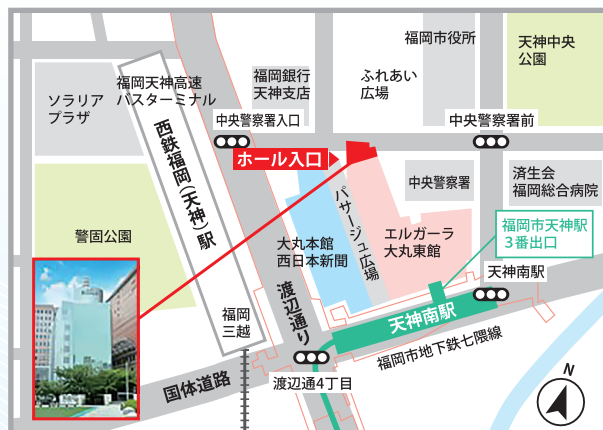 福岡市役所
天神中央
公園
福岡銀行
天神支店
ふれあい
広場
福岡天神高速
バスターミナル
ソラリア
プラザ
中央警察署入口
中央警察署前
西鉄福岡(天神)駅
ホール入口
パサージュ広場
中央警察署
済生会
福岡総合病院
エルガーラ
大丸東館
福岡市天神駅
3番出口
警固公園
大丸本館
西日本新聞
天神南駅
渡辺通り
福岡
三越
天神南駅
福岡市地下鉄七隈線
国体道路
渡辺通4丁目
N